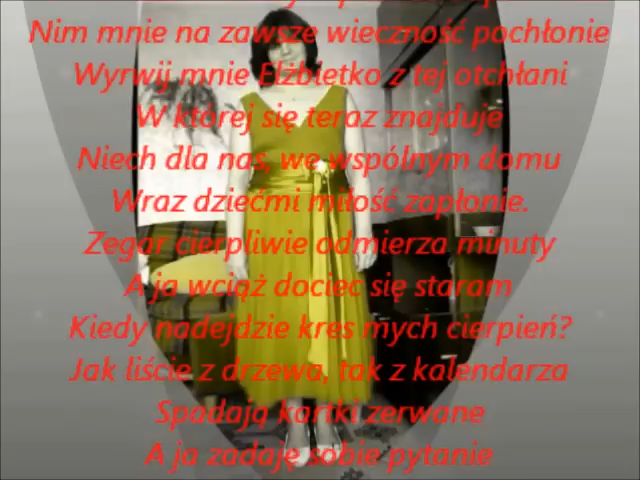 Nim mnie na zawsze wieczność pochłonie
Wyrwij mnie Elżbietko z tej otchłani
W ktorej się teraz znajduje
Niech dla nas, we wspólnym domu
Wraz dziećmi miłość zapłonie.
Zegar cierpliwie odmierza minuty
A ja wciąż dociec się staram
Kiedy nadejdzie kres mych cierpień?
Jak liście z drzewa, tak z kalendarza
Spadają kartki zerwane
A ja zadaję sobie pytanie